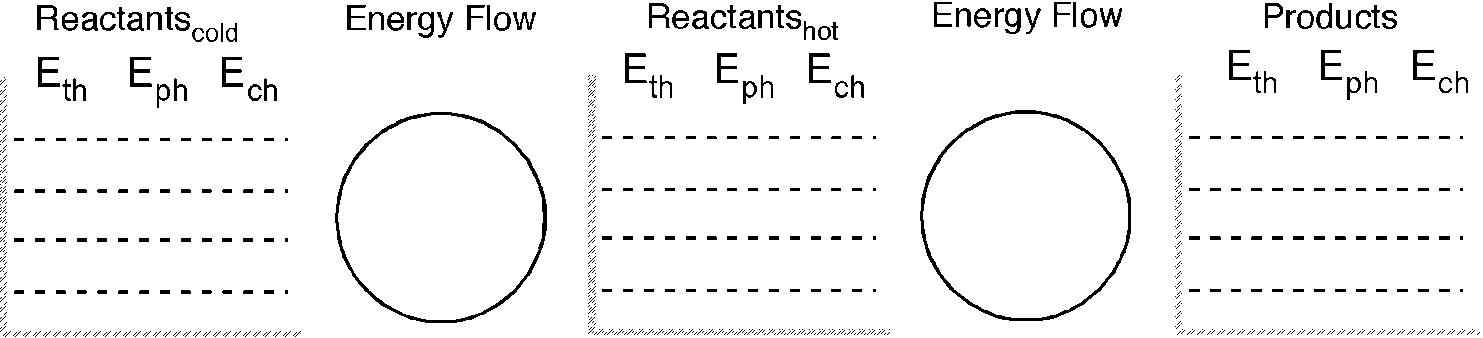 Reactants_cold Energy Flow Reactants_hot Energy Flow Products
E_th E_ph E_ch E_th E_ph E_ch E_th E_ph E_ch